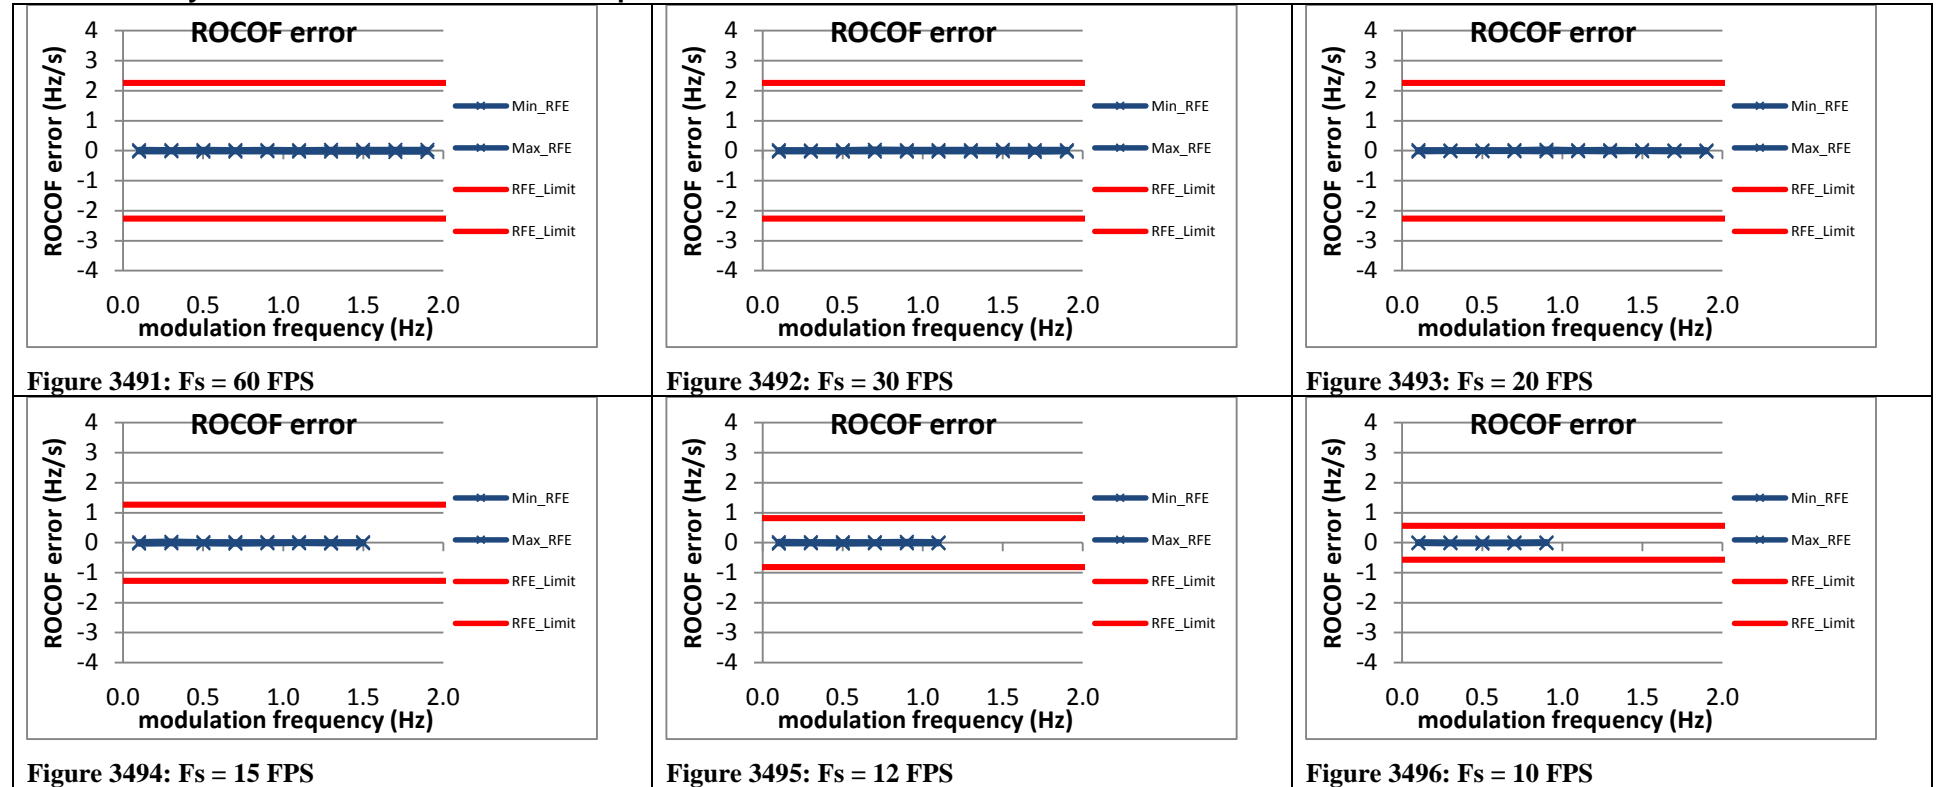 ROCOF error
ROCOF error (Hz/s)
4
3
2
1
0
-1
-2
-3
-4
0.0 0.5 1.0 1.5 2.0
modulation frequency (Hz)
Min_RFE
Max_RFE
RFE_Limit
RFE_Limit
Figure 3491: Fs = 60 FPS
ROCOF error
ROCOF error (Hz/s)
4
3
2
1
0
-1
-2
-3
-4
0.0 0.5 1.0 1.5 2.0
modulation frequency (Hz)
Min_RFE
Max_RFE
RFE_Limit
RFE_Limit
Figure 3492: Fs = 30 FPS
ROCOF error
ROCOF error (Hz/s)
4
3
2
1
0
-1
-2
-3
-4
0.0 0.5 1.0 1.5 2.0
modulation frequency (Hz)
Min_RFE
Max_RFE
RFE_Limit
RFE_Limit
Figure 3493: Fs = 20 FPS
ROCOF error
ROCOF error (Hz/s)
4
3
2
1
0
-1
-2
-3
-4
0.0 0.5 1.0 1.5 2.0
modulation frequency (Hz)
Min_RFE
Max_RFE
RFE_Limit
RFE_Limit
Figure 3494: Fs = 15 FPS
ROCOF error
ROCOF error (Hz/s)
4
3
2
1
0
-1
-2
-3
-4
0.0 0.5 1.0 1.5 2.0
modulation frequency (Hz)
Min_RFE
Max_RFE
RFE_Limit
RFE_Limit
Figure 3495: Fs = 12 FPS
ROCOF error
ROCOF error (Hz/s)
4
3
2
1
0
-1
-2
-3
-4
0.0 0.5 1.0 1.5 2.0
modulation frequency (Hz)
Min_RFE
Max_RFE
RFE_Limit
RFE_Limit
Figure 3496: Fs = 10 FPS